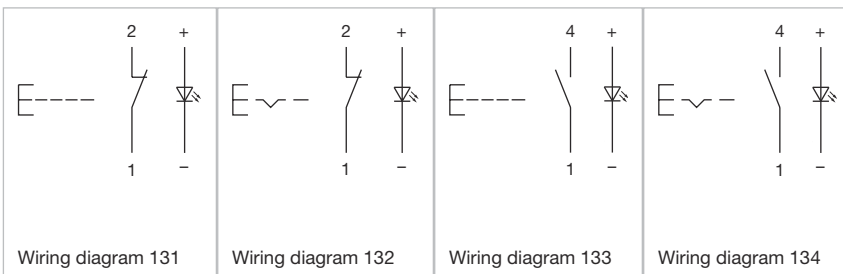 2 +
1 –
Wiring diagram 131
2 +
1 –
Wiring diagram 132
4 +
1 –
Wiring diagram 133
4 +
1 –
Wiring diagram 134